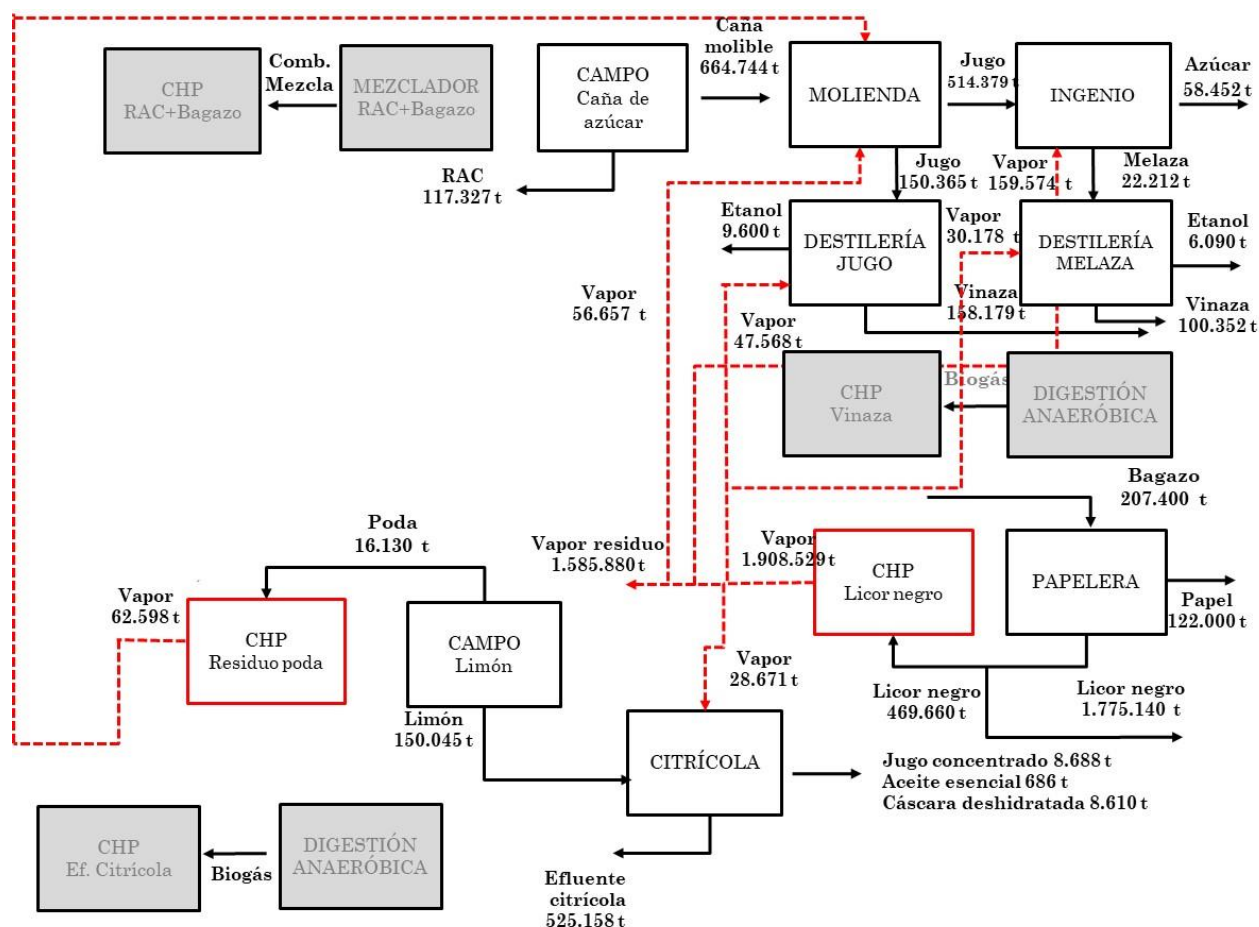 Caña
molible
664.744 t
Comb.
Mezcla
CHP
RAC+Bagazo
MEZCLADOR
RAC+Bagazo
CAMPO
Caña de
azúcar
MOLIENDA
Jugo
514.379 t
INGENIO
Azúcar
58.452 t
RAC
117.327 t
Jugo
150.365 t
Vapor
159.574 t
Melaza
22.212 t
Etanol
9.600 t
DESTILERÍA
JUGO
Vapor
30.178 t
DESTILERÍA
MELAZA
Etanol
6.090 t
Vapor
56.657 t
Vapor
47.568 t
Vinaza
158.179 t
Vinaza
100.352 t
CHP
Vinaza
Biogás
DIGESTIÓN
ANAERÓBICA
Bagazo
207.400 t
Poda
16.130 t
Vapor residuo
1.585.880 t
Vapor
1.908.529 t
CHP
Licor negro
PAPELERA
Papel
122.000 t
Vapor
62.598 t
CHP
Residuo poda
CAMPO
Limón
Vapor
28.671 t
Licor negro
469.660 t
Licor negro
1.775.140 t
Limón
150.045 t
CITRÍCOLA
Jugo concentrado 8.688 t
Aceite esencial 686 t
Cáscara deshidratada 8.610 t
CHP
Ef. Citrícola
Biogás
DIGESTIÓN
ANAERÓBICA
Efluente
citrícola
525.158 t